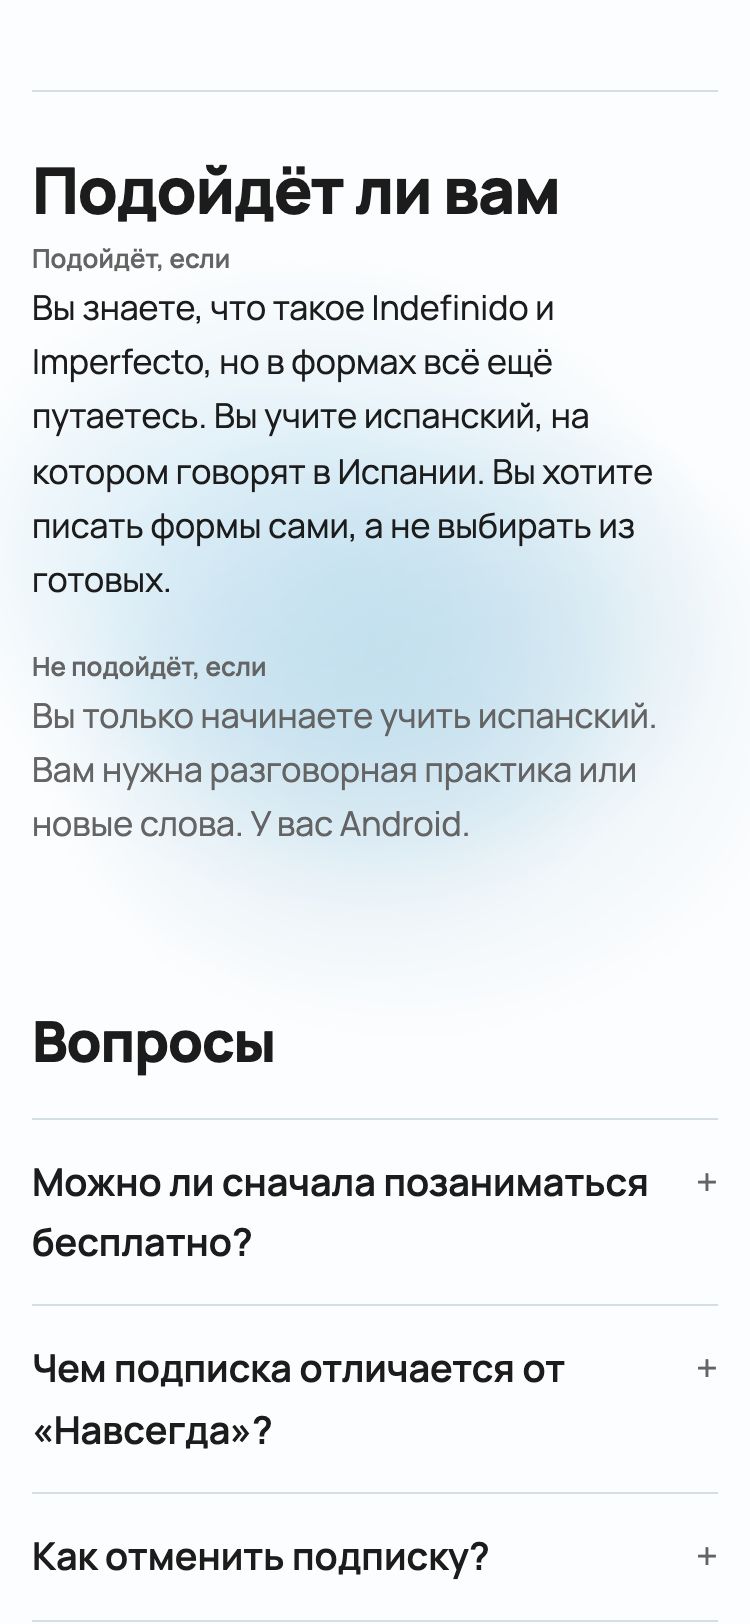 Подойдёт ли вам
Подойдёт, если
Вы знаете, что такое Indefinido и
Imperfecto, но в формах всё ещё
путаетесь. Вы учите испанский, на
котором говорят в Испании. Вы хотите
писать формы сами, а не выбирать из
готовых.
Не подойдёт, если
Вы только начинаете учить испанский.
Вам нужна разговорная практика или
новые слова. У вас Android.
Вопросы
Можно ли сначала позаниматься +
бесплатно?
Чем подписка отличается от +
«Навсегда»?
Как отменить подписку? +